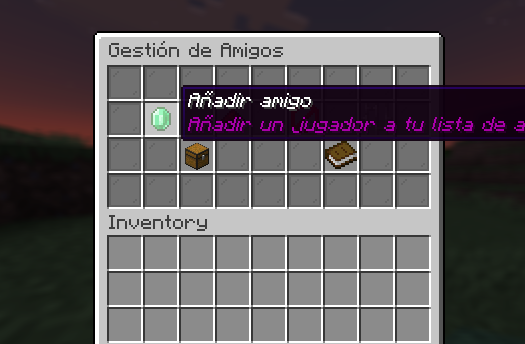 Gestión de Amigos
Añadir amigo
Añadir un jugador a tu lista de a
Inventory